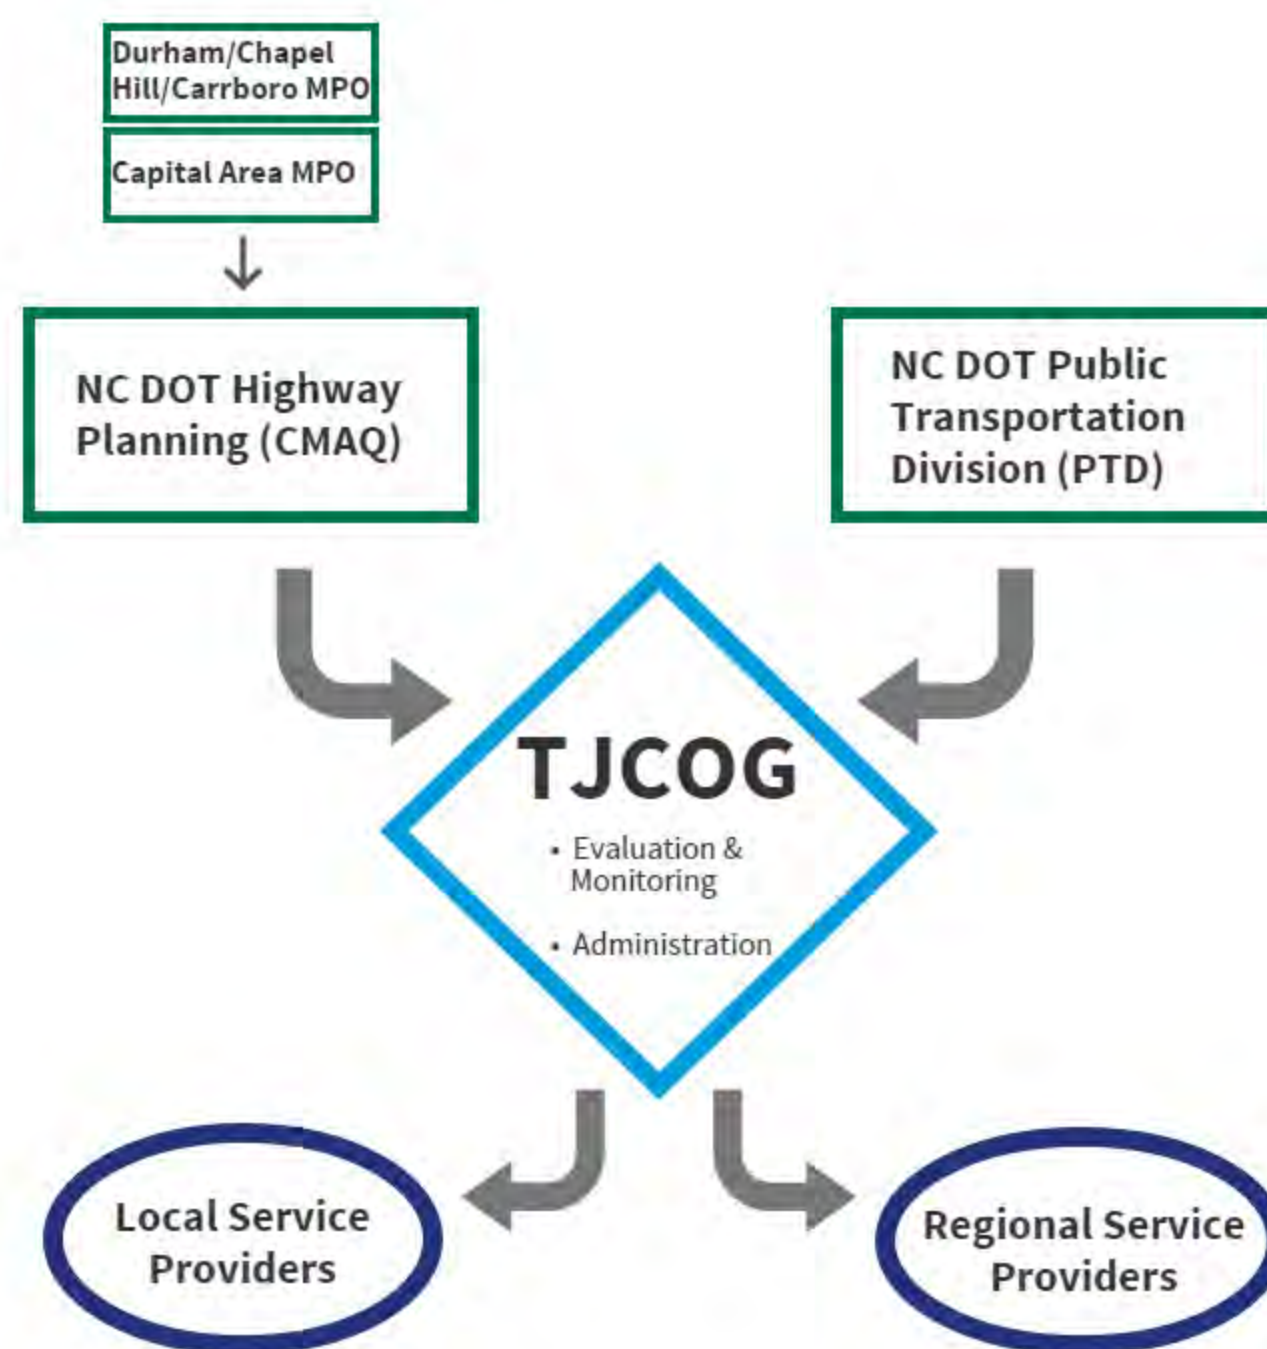 Durham/Chapel
Hill/Carrboro MPO
Capital Area MPO
NC DOT Highway
Planning (CMAQ)
NC DOT Public
Transportation
Division (PTD)
TJCOG
• Evaluation &
Monitoring
• Administration
Local Service
Providers
Regional Service
Providers